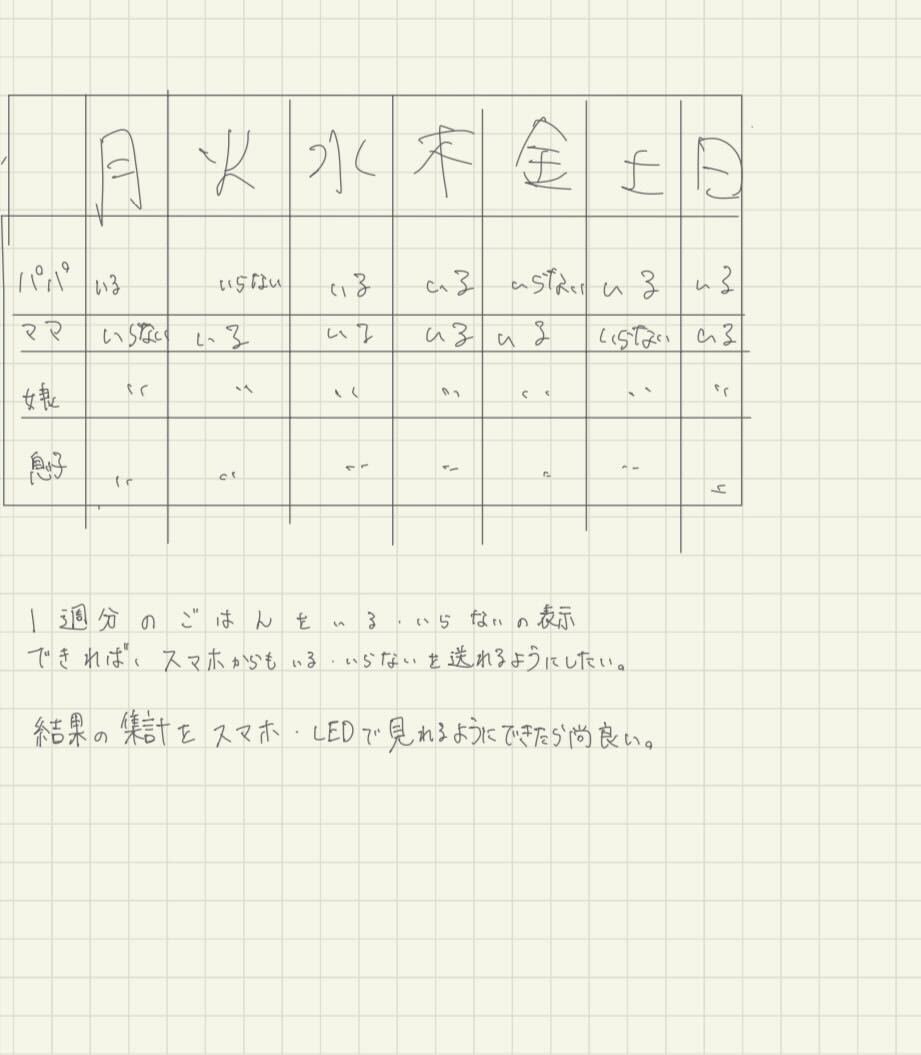 月 火 水 木 金 土 日
パパ いる いらない いる いる いらない いる いる
ママ いらない いる いる いる いる いらない いる
娘 〃 〃 〃 〃 〃 〃 〃
息子 〃 〃 〃 〃 〃 〃 〃
1週分のごはんをいる・いらないの表示
できれば、スマホからもいる・いらないを送れるようにしたい。
結果の集計をスマホ・LEDで見れるようにできたら尚良い。